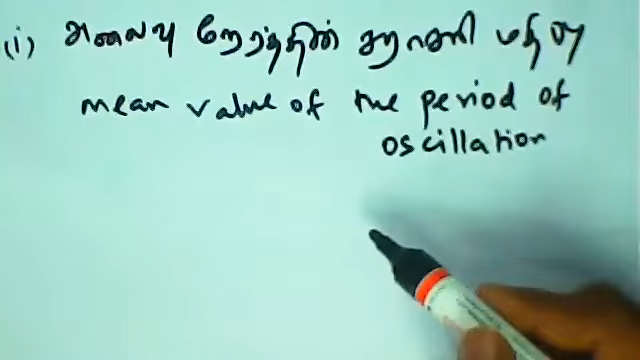 (i) அலைவு நேரத்தின் சராசரி மதிப்பு
mean value of the period of
oscillation